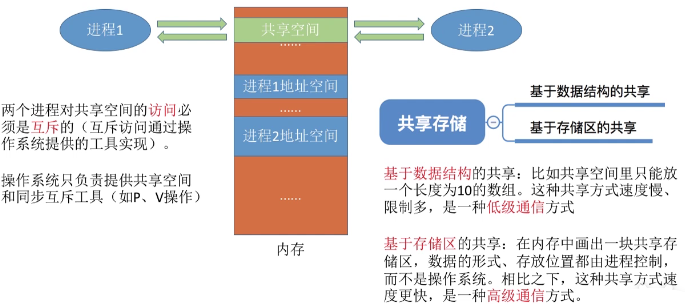 进程1
共享空间
进程2
......
进程1地址空间
......
进程2地址空间
......
内存
两个进程对共享空间的访问必
须是互斥的（互斥访问通过操
作系统提供的工具实现）。
操作系统只负责提供共享空间
和同步互斥工具（如P、V操作）
共享存储
基于数据结构的共享
基于存储区的共享
基于数据结构的共享：比如共享空间里只能放
一个长度为10的数组。这种共享方式速度慢、
限制多，是一种低级通信方式
基于存储区的共享：在内存中画出一块共享存
储区，数据的形式、存放位置都由进程控制，
而不是操作系统。相比之下，这种共享方式速
度更快，是一种高级通信方式。